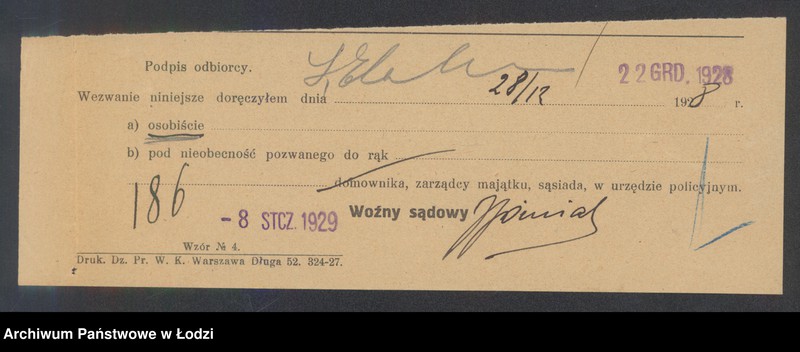 Podpis odbiorcy.
22 GRD. 1928
Wezwanie niniejsze doręczyłem dnia 28/12 1928 r.
a) osobiście
b) pod nieobecność pozwanego do rąk
domownika, zarządcy majątku, sąsiada, w urzędzie policyjnym.
186
- 8 STCZ. 1929
Woźny sądowy
Wzór № 4.
Druk. Dz. Pr. W. K. Warszawa Długa 52. 324-27.
Archiwum Państwowe w Łodzi